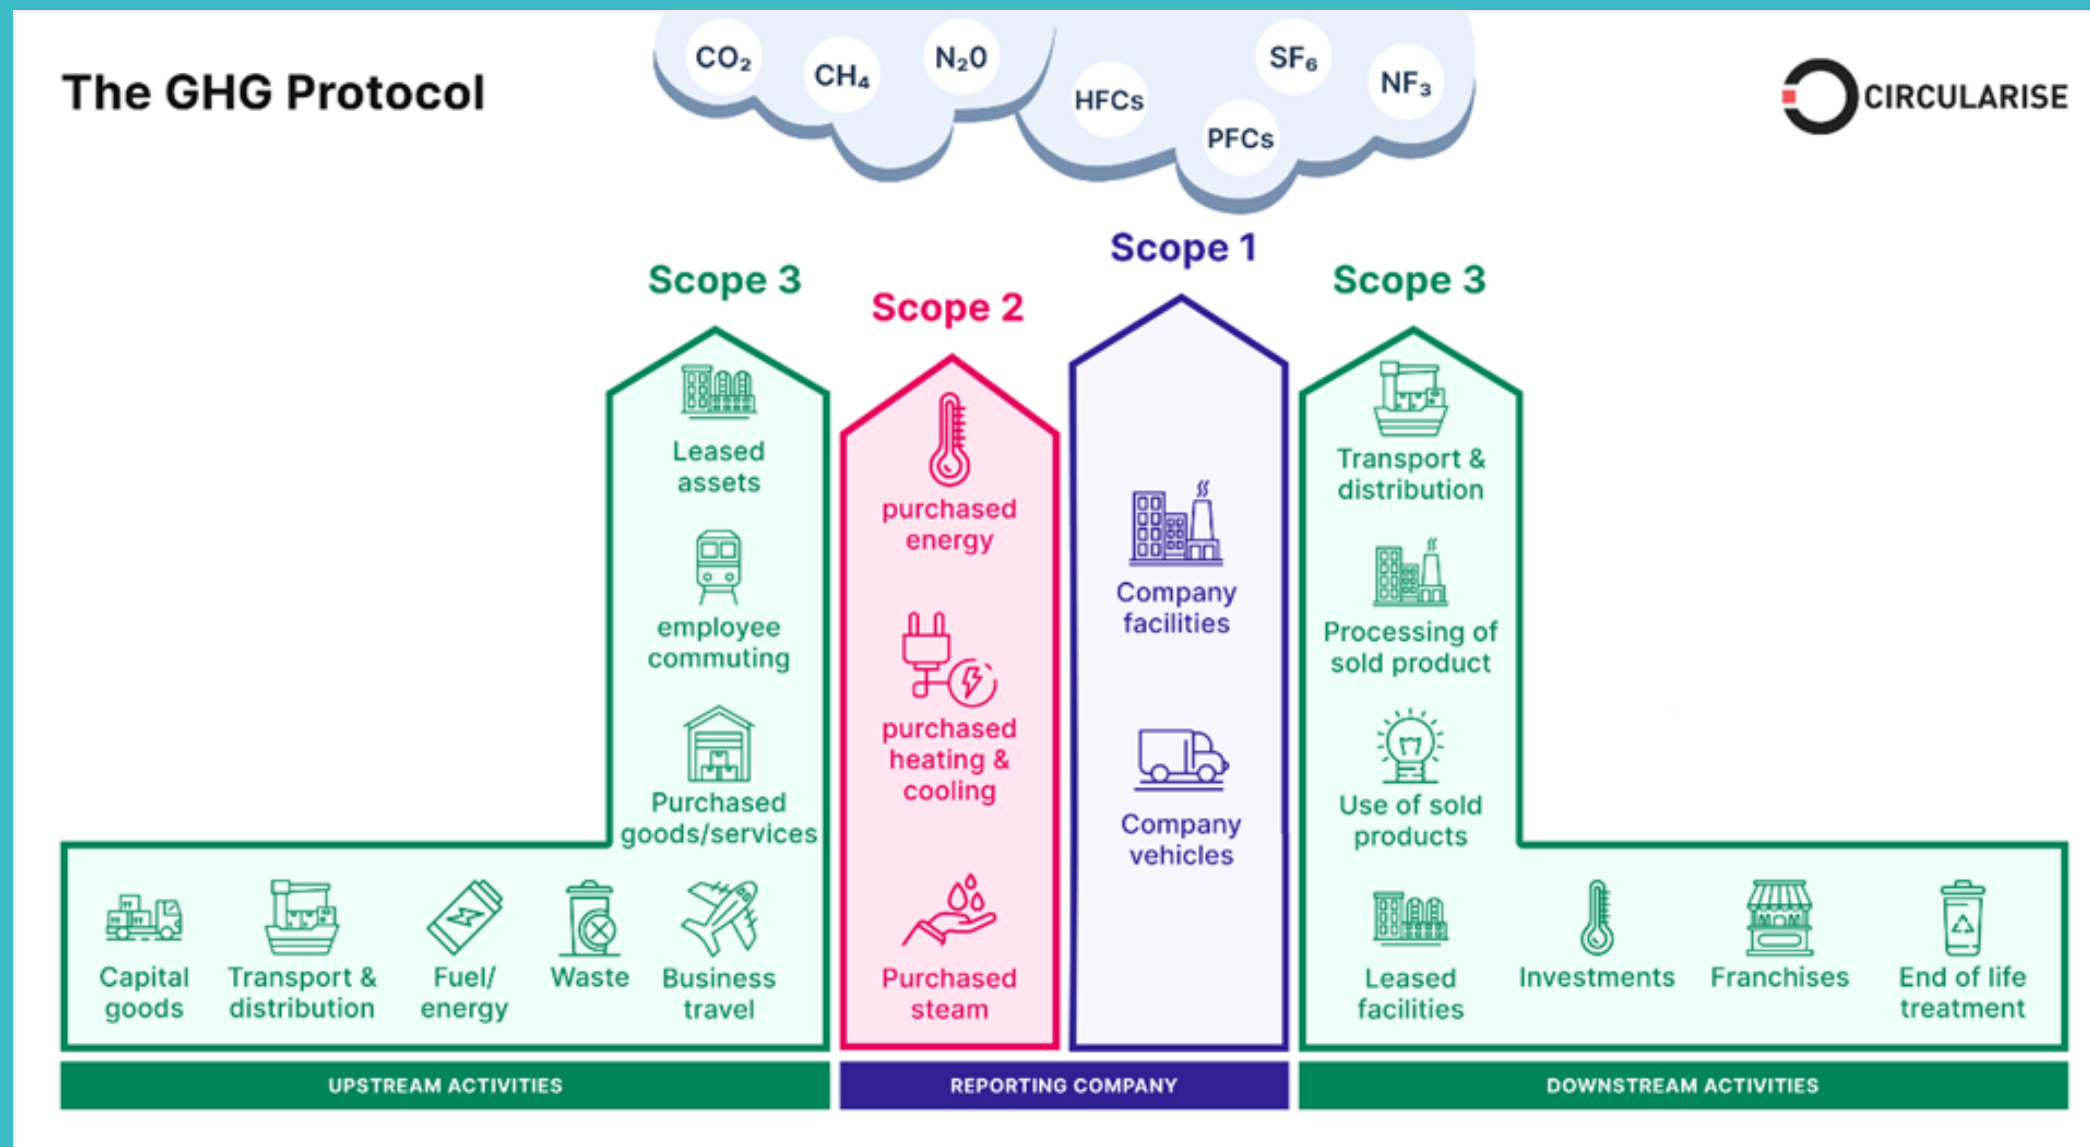 The GHG Protocol
CO₂
CH₄
N₂0
HFCs
PFCs
SF₆
NF₃
CIRCULARISE
Scope 3
Leased
assets
employee
commuting
Purchased
goods/services
Capital
goods
Transport &
distribution
Fuel/
energy
Waste
Business
travel
UPSTREAM ACTIVITIES
Scope 2
purchased
energy
purchased
heating &
cooling
Purchased
steam
Scope 1
Company
facilities
Company
vehicles
REPORTING COMPANY
Scope 3
Transport &
distribution
Processing of
sold product
Use of sold
products
Leased
facilities
Investments
Franchises
End of life
treatment
DOWNSTREAM ACTIVITIES